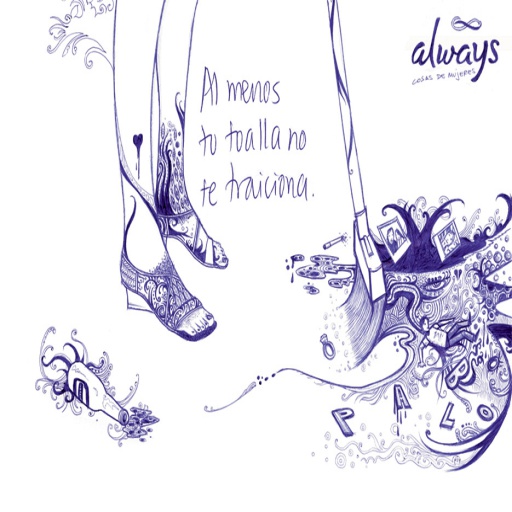 always
COSAS DE MUJERES
Al menos
tu toalla no
te traiciona.
PALO